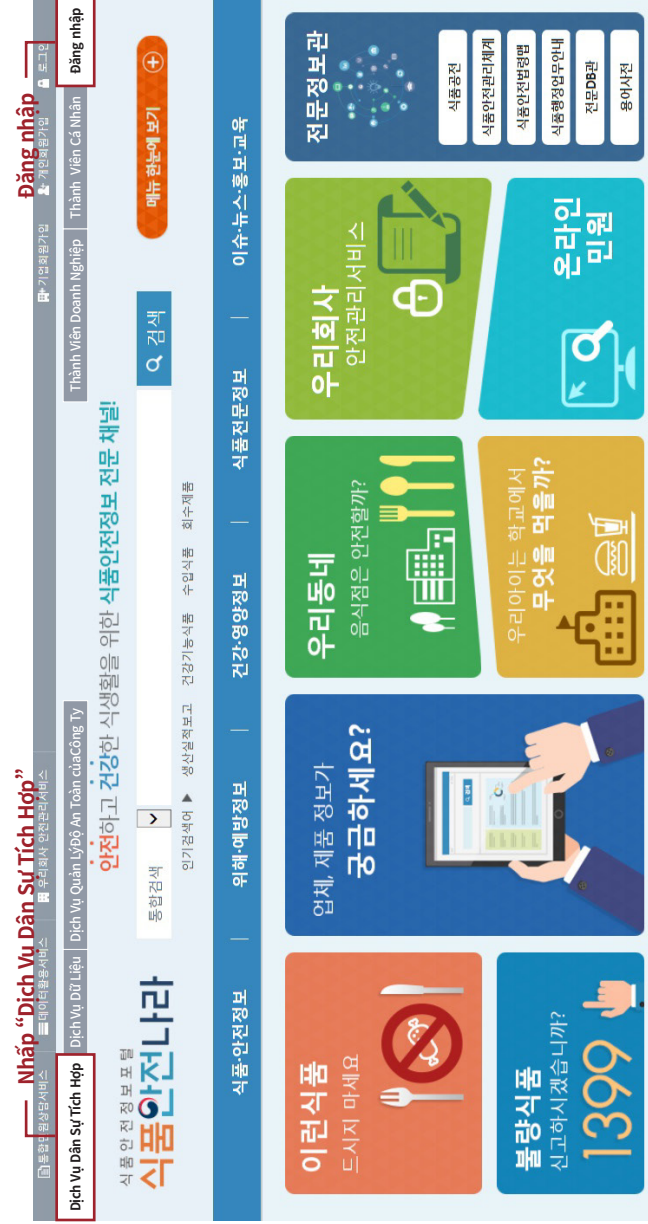 Nhấp “Dịch Vụ Dân Sự Tích Hợp”
Đăng nhập
통합민원상담서비스
데이터활용서비스
우리회사 안전관리서비스
기업회원가입
개인회원가입
로그인
Dịch Vụ Dân Sự Tích Hợp
Dịch Vụ Dữ Liệu
Dịch Vụ Quản LýĐộ An Toàn củaCông Ty
Thành Viên Doanh Nghiệp
Thành Viên Cá Nhân
Đăng nhập
식품안전정보포털
식품안전나라
안전하고 건강한 식생활을 위한 식품안전정보 전문 채널!
통합검색
검색
메뉴 한눈에 보기
인기검색어 ▶ 생산실적보고 건강기능식품 수입식품 회수제품
식품·안전정보
위해·예방정보
건강·영양정보
식품전문정보
이슈·뉴스·홍보·교육
이런식품
드시지 마세요
불량식품
신고하시겠습니까?
1399
업체, 제품 정보가
궁금하세요?
검색
우리동네
음식점은 안전할까?
우리아이는 학교에서
무엇을 먹을까?
우리회사
안전관리서비스
온라인
민원
전문정보관
식품공전
식품안전관리체계
식품안전법령맵
식품행정업무안내
전문DB관
용어사전